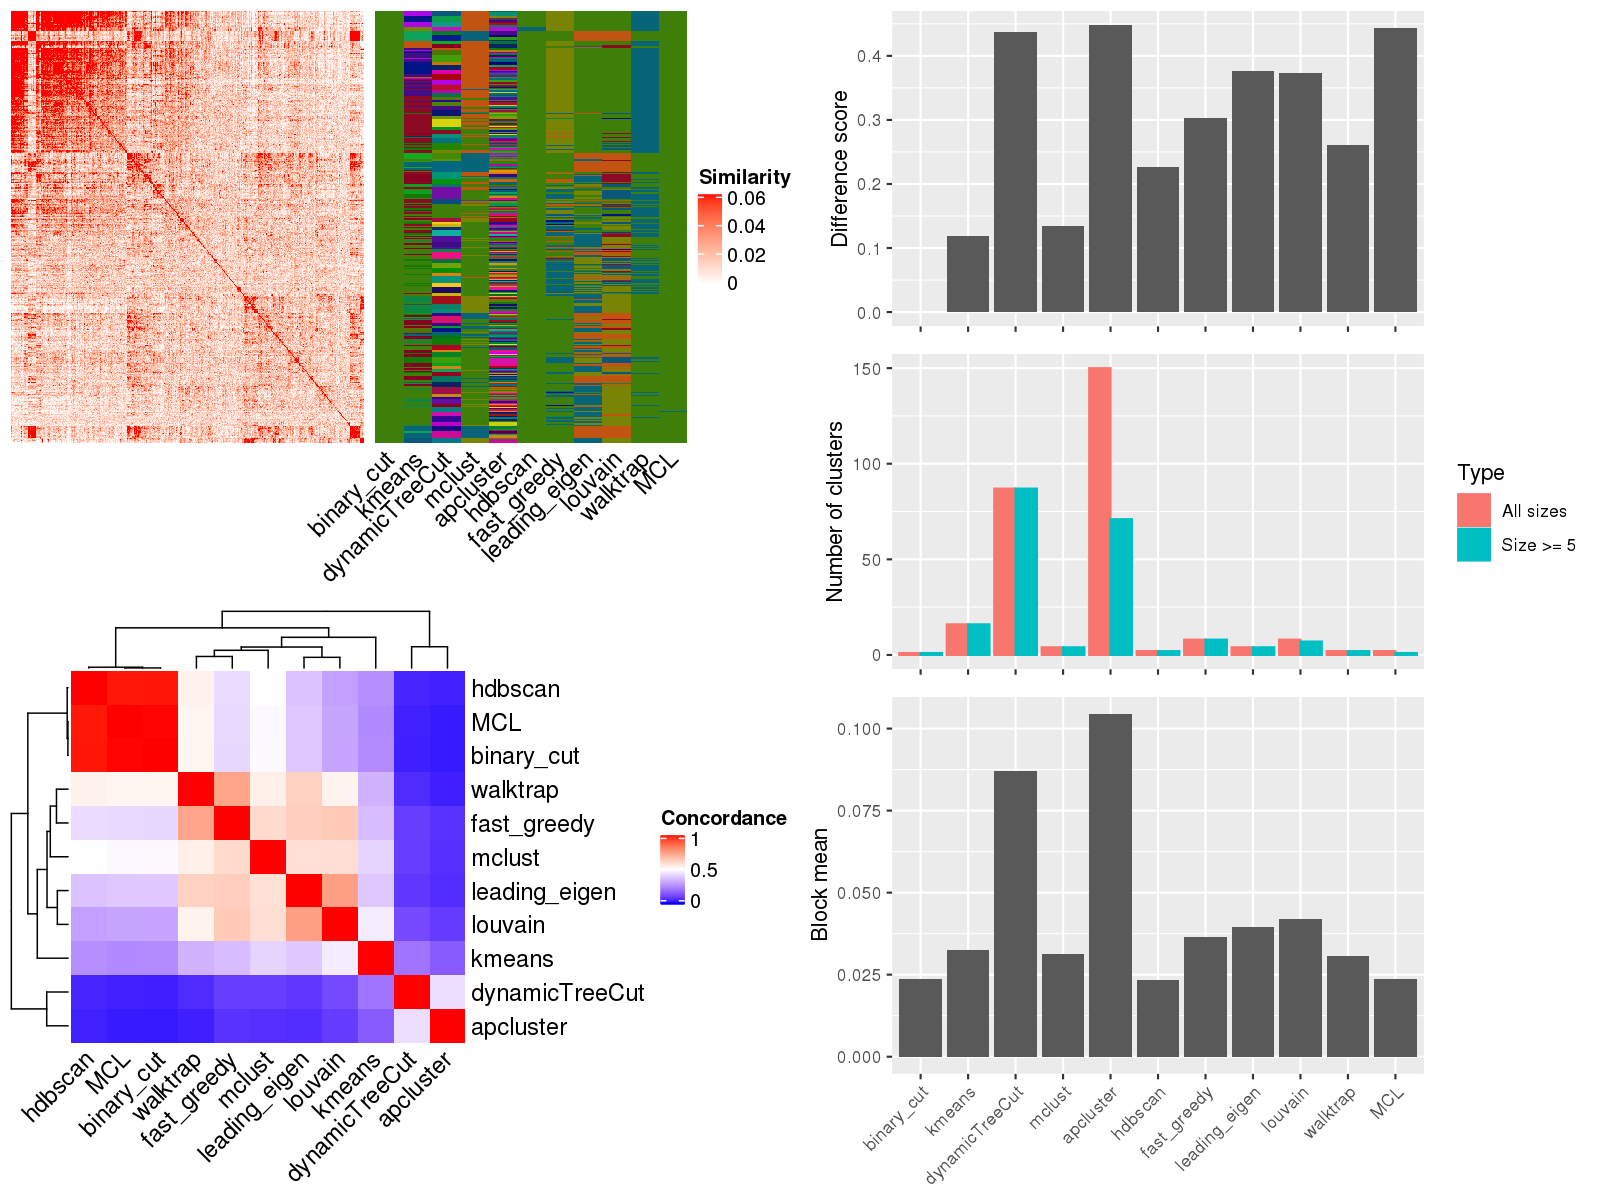 Similarity
0.06
0.04
0.02
0
binary_cut
kmeans
dynamicTreeCut
mclust
apcluster
hdbscan
fast_greedy
leading_eigen
louvain
walktrap
MCL
hdbscan
MCL
binary_cut
walktrap
fast_greedy
mclust
leading_eigen
louvain
kmeans
dynamicTreeCut
apcluster
Concordance
1
0.5
0
hdbscan
MCL
binary_cut
walktrap
fast_greedy
mclust
leading_eigen
louvain
kmeans
dynamicTreeCut
apcluster
Difference score
0.4
0.3
0.2
0.1
0.0
Number of clusters
150
100
50
0
Type
All sizes
Size >= 5
Block mean
0.100
0.075
0.050
0.025
0.000
binary_cut
kmeans
dynamicTreeCut
mclust
apcluster
hdbscan
fast_greedy
leading_eigen
louvain
walktrap
MCL